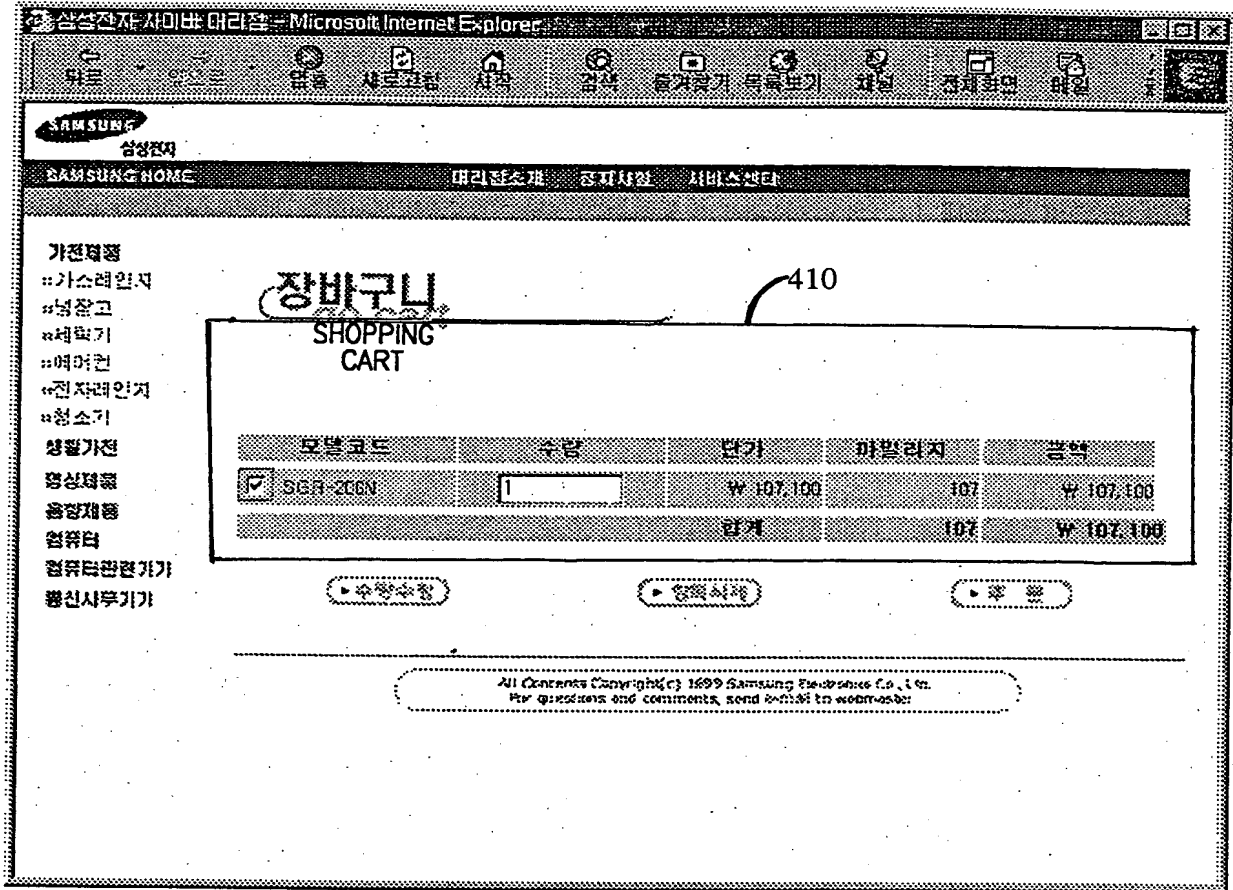 삼성전자 사이버 대리점 - Microsoft Internet Explorer
뒤로 앞으로 멈춤 새로고침 시작 검색 즐겨찾기 목록보기 채널 전체화면 메일
SAMSUNG
삼성전자
SAMSUNG HOME 대리점소개 공지사항 서비스센타
가전제품
가스레인지
냉장고
세탁기
에어컨
전자레인지
청소기
생활가전
영상제품
음향제품
컴퓨터
컴퓨터관련기기
통신사무기기
장바구니
410
SHOPPING
CART
모델코드 수량 단가 마일리지 금액
SGR-206N 1 ₩ 107,100 107 ₩ 107,100
합계 107 ₩ 107,100
수량수정 항목삭제 주 문
All Contents Copyright(c) 1999 Samsung Electronics Co., Ltd.
For questions and comments, send e-mail to webmaster